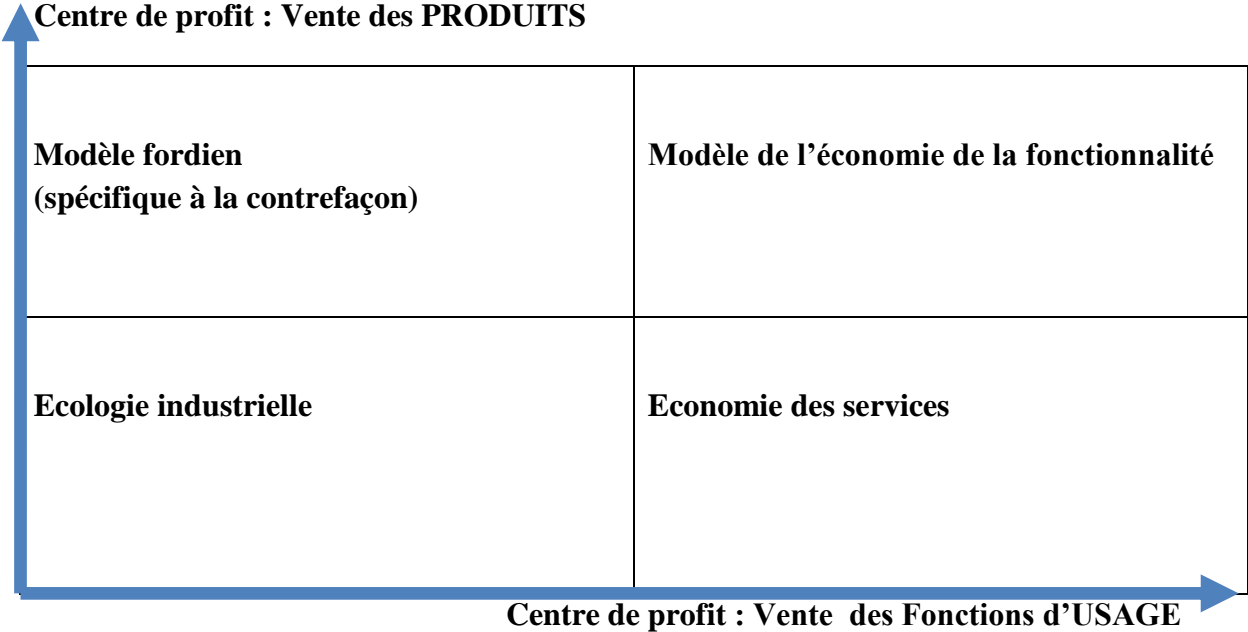 Centre de profit : Vente des PRODUITS
Modèle fordien
(spécifique à la contrefaçon)
Modèle de l’économie de la fonctionnalité
Ecologie industrielle
Economie des services
Centre de profit : Vente  des Fonctions d’USAGE